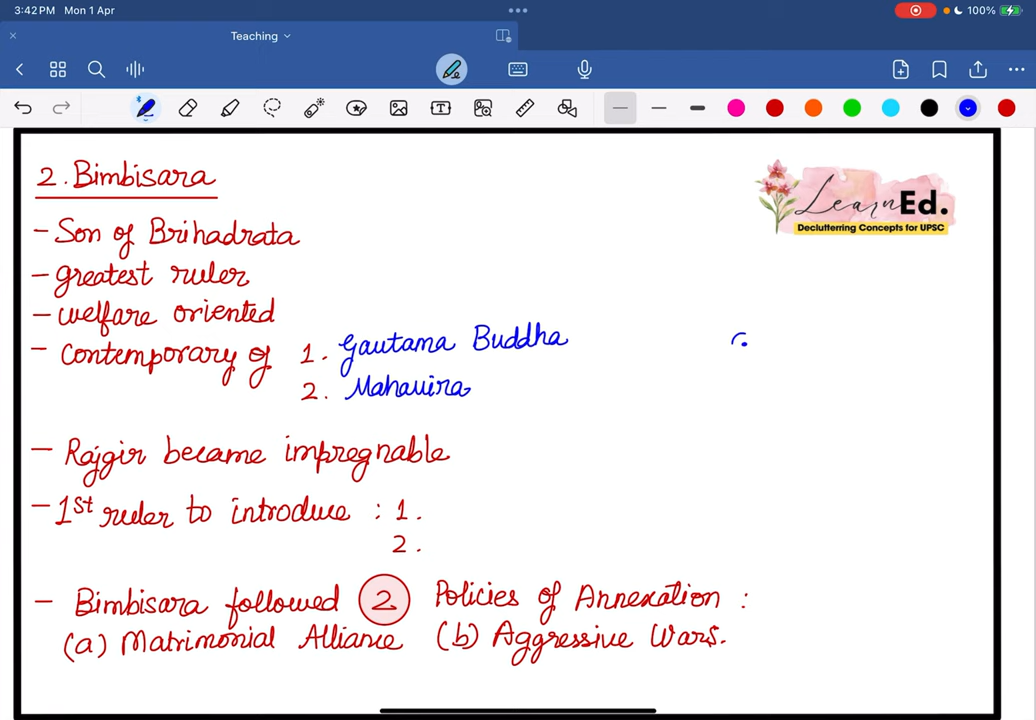 3:42 PM Mon 1 Apr
100%
Teaching
2. Bimbisara
LearnEd.
Decluttering Concepts for UPSC
- Son of Brihadrata
- greatest ruler
- welfare oriented
- Contemporary of 1. Gautama Buddha
2. Mahavira
- Rajgir became impregnable
- 1st ruler to introduce : 1.
2.
- Bimbisara followed 2 Policies of Annexation :
(a) Matrimonial Alliance (b) Aggressive Wars.